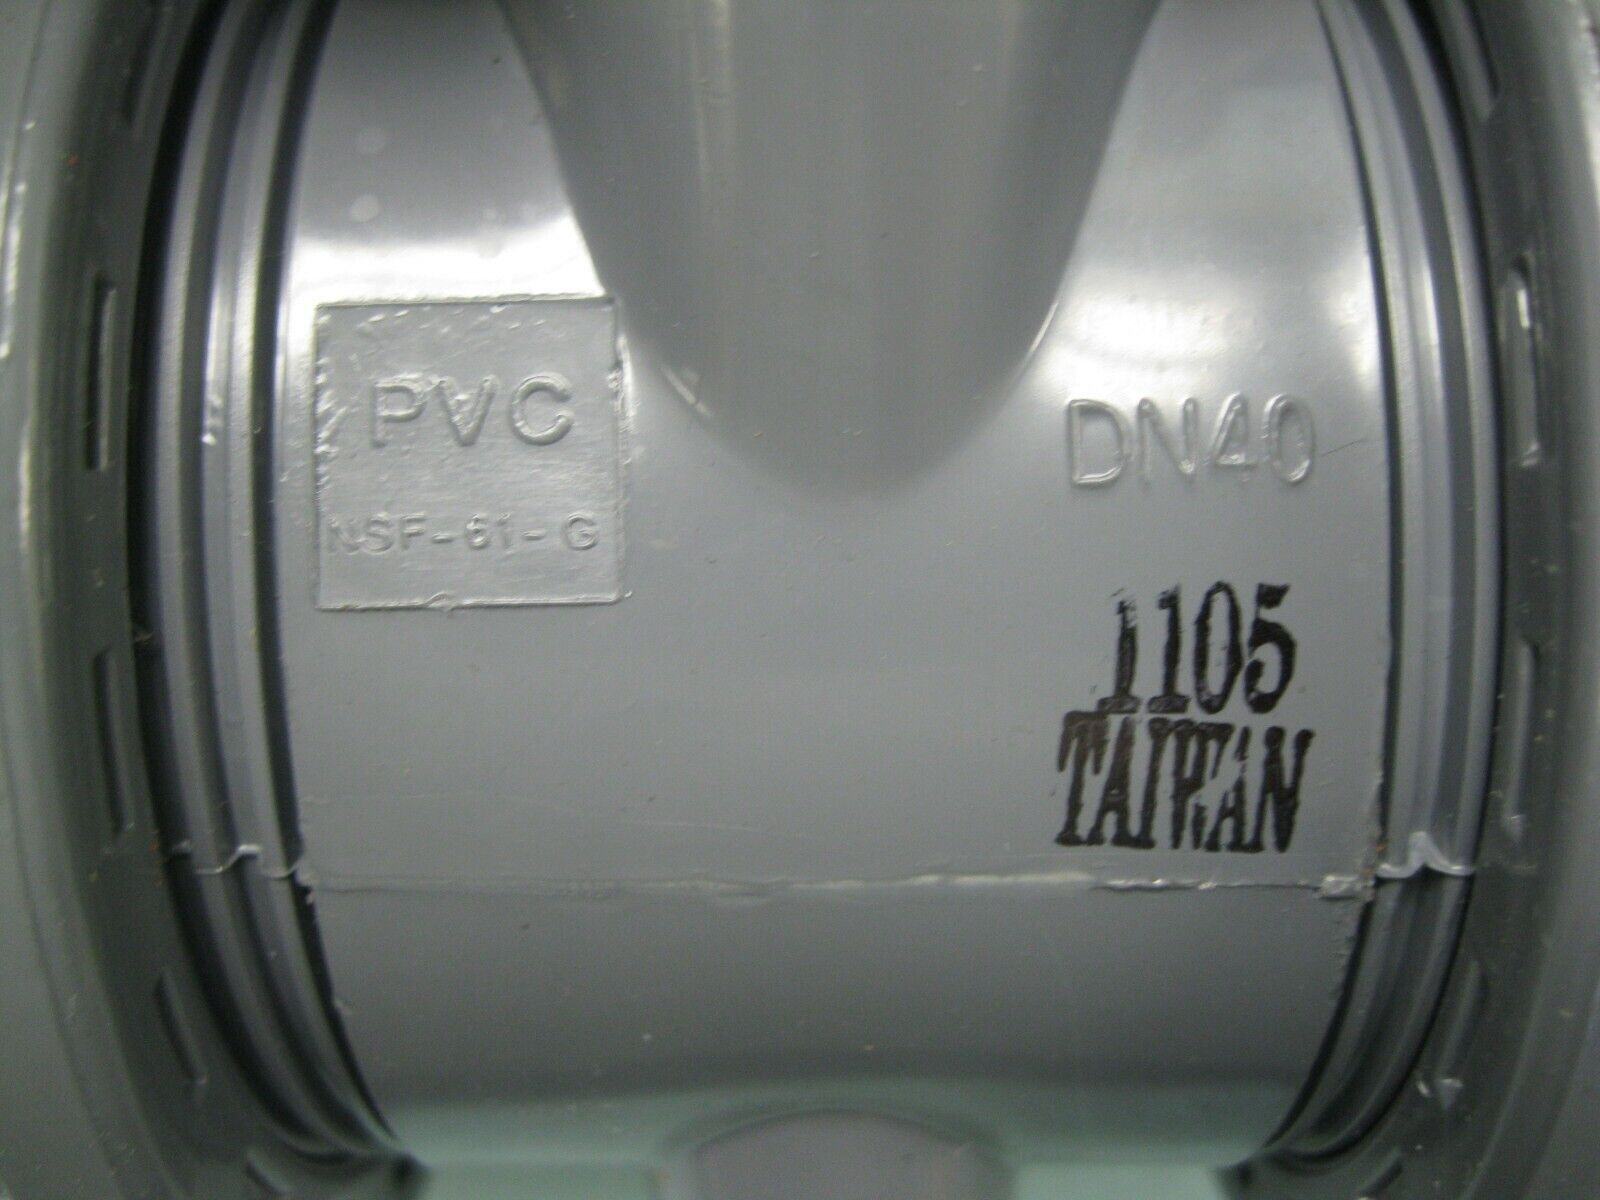 PVC
NSF-61-G
DN40
1105
TAIWAN